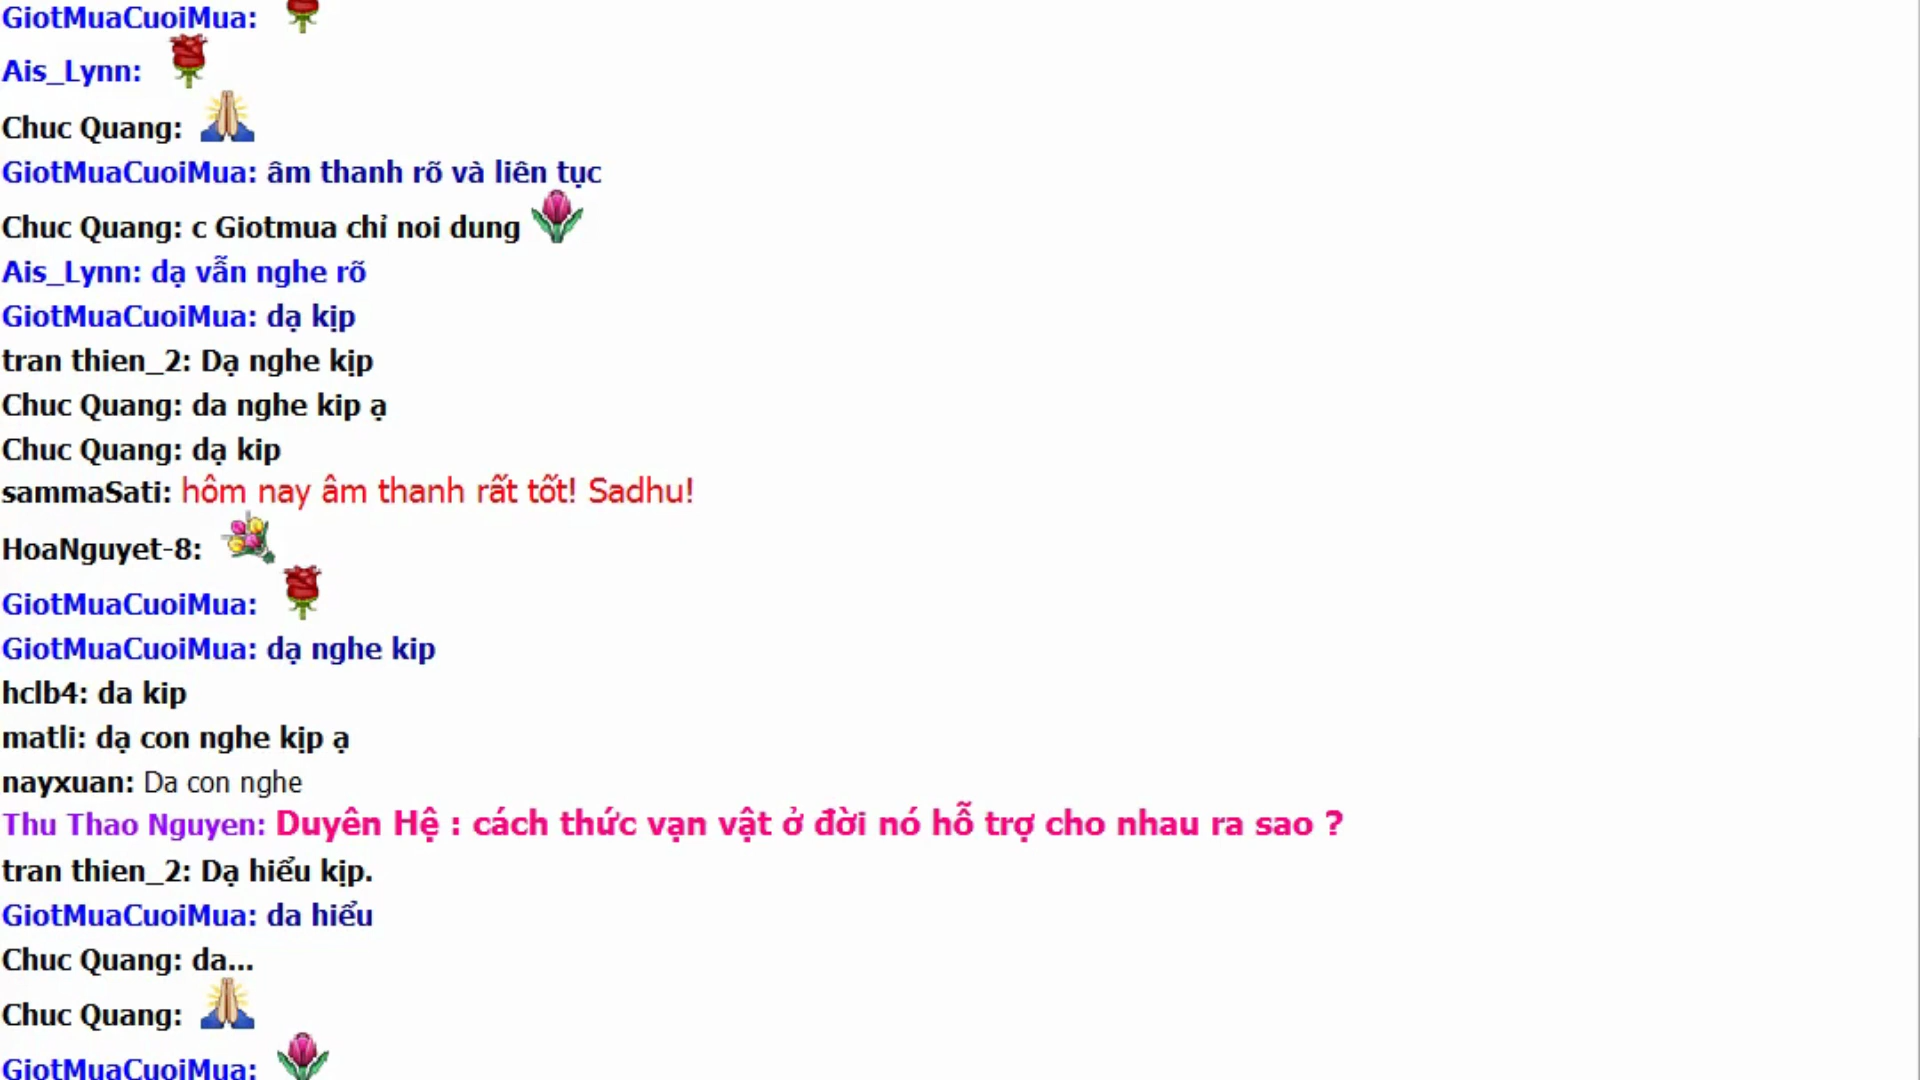 GiotMuaCuoiMua:
Ais_Lynn:
Chuc Quang:
GiotMuaCuoiMua: âm thanh rõ và liên tục
Chuc Quang: c Giotmua chỉ noi dung
Ais_Lynn: dạ vẫn nghe rõ
GiotMuaCuoiMua: dạ kịp
tran thien_2: Dạ nghe kịp
Chuc Quang: da nghe kip ạ
Chuc Quang: dạ kip
sammaSati: hôm nay âm thanh rất tốt! Sadhu!
HoaNguyet-8:
GiotMuaCuoiMua:
GiotMuaCuoiMua: dạ nghe kip
hclb4: da kip
matli: dạ con nghe kịp ạ
nayxuan: Da con nghe
Thu Thao Nguyen: Duyên Hệ : cách thức vạn vật ở đời nó hỗ trợ cho nhau ra sao ?
tran thien_2: Dạ hiểu kịp.
GiotMuaCuoiMua: da hiểu
Chuc Quang: da...
Chuc Quang:
GiotMuaCuoiMua: